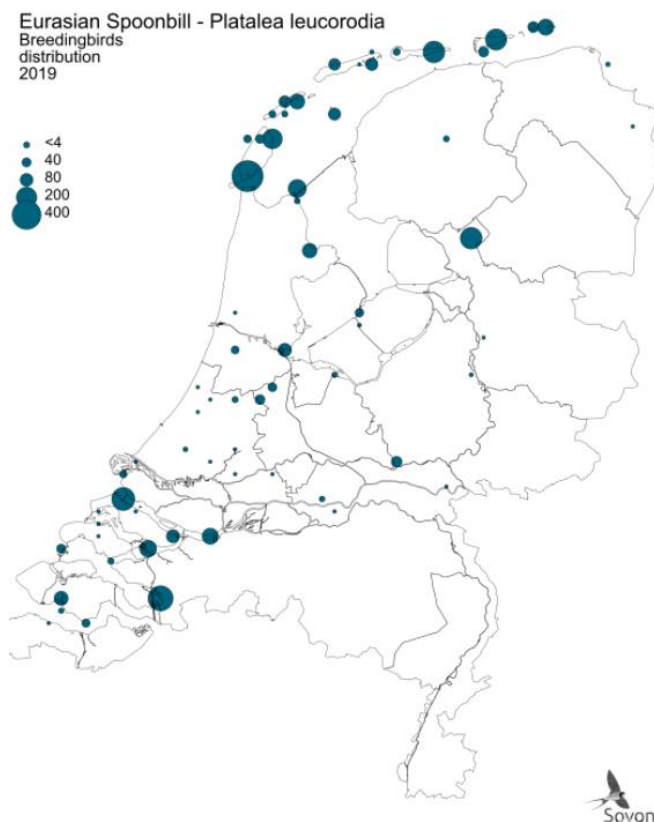 Eurasian Spoonbill - Platalea leucorodia
Breedingbirds
distribution
2019
<4
40
80
200
400
Sovon